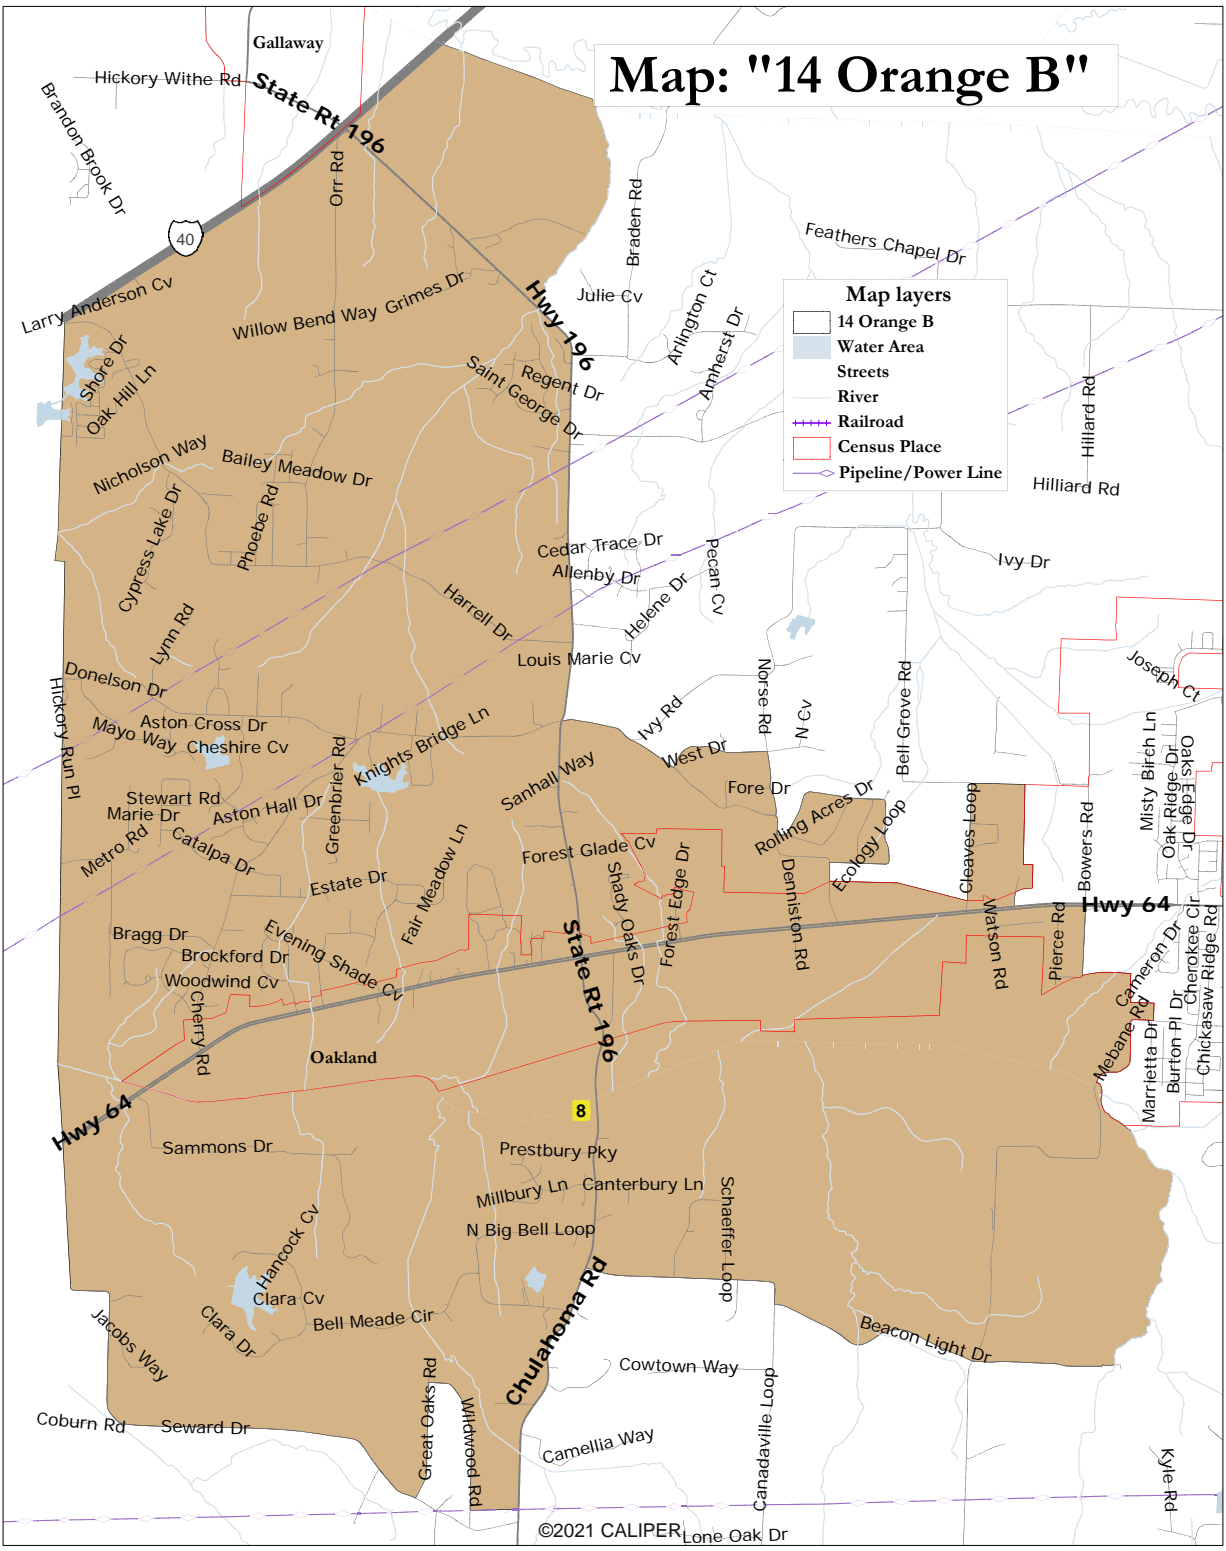 Gallaway
Map: "14 Orange B"
Hickory Withe Rd
State Rt 196
Brandon Brook Dr
Orr Rd
Braden Rd
40
Feathers Chapel Dr
Larry Anderson Cv
Willow Bend Way
Grimes Dr
Hwy 196
Julie Cv
Arlington Ct
Amherst Dr
Map layers
14 Orange B
Water Area
Streets
River
Railroad
Census Place
Pipeline/Power Line
Shore Dr
Oak Hill Ln
Saint George Dr
Regent Dr
Hillard Rd
Hilliard Rd
Nicholson Way
Bailey Meadow Dr
Cypress Lake Dr
Phoebe Rd
Cedar Trace Dr
Allenby Dr
Pecan Cv
Ivy Dr
Harrell Dr
Helene Dr
Lynn Rd
Louis Marie Cv
Donelson Dr
Hickory Run Pl
Norse Rd
N Cv
Bell Grove Rd
Joseph Ct
Ivy Rd
Mayo Way
Aston Cross Dr
Cheshire Cv
Knights Bridge Ln
Greenbrier Rd
West Dr
Misty Birch Ln
Oak Ridge Dr
Oaks Edge Dr
Sanhall Way
Fore Dr
Rolling Acres Dr
Ecology Loop
Cleaves Loop
Bowers Rd
Stewart Rd
Marie Dr
Aston Hall Dr
Metro Rd
Catalpa Dr
Estate Dr
Fair Meadow Ln
Forest Glade Cv
Shady Oaks Dr
Forest Edge Dr
Denniston Rd
Hwy 64
Watson Rd
Pierce Rd
Bragg Dr
Brockford Dr
Evening Shade Cv
Woodwind Cv
Cherry Rd
State Rt 196
Cameron Dr
Cherokee Cir
Chickasaw Ridge Rd
Mebane Rd
Marrietta Dr
Burton Pl Dr
Oakland
Hwy 64
8
Sammons Dr
Prestbury Pky
Millbury Ln
Canterbury Ln
Schaeffer Loop
N Big Bell Loop
Hancock Cv
Clara Cv
Clara Dr
Bell Meade Cir
Chulahoma Rd
Jacobs Way
Beacon Light Dr
Cowtown Way
Great Oaks Rd
Wildwood Rd
Canadaville Loop
Coburn Rd
Seward Dr
Camellia Way
Kyle Rd
©2021 CALIPER
Lone Oak Dr